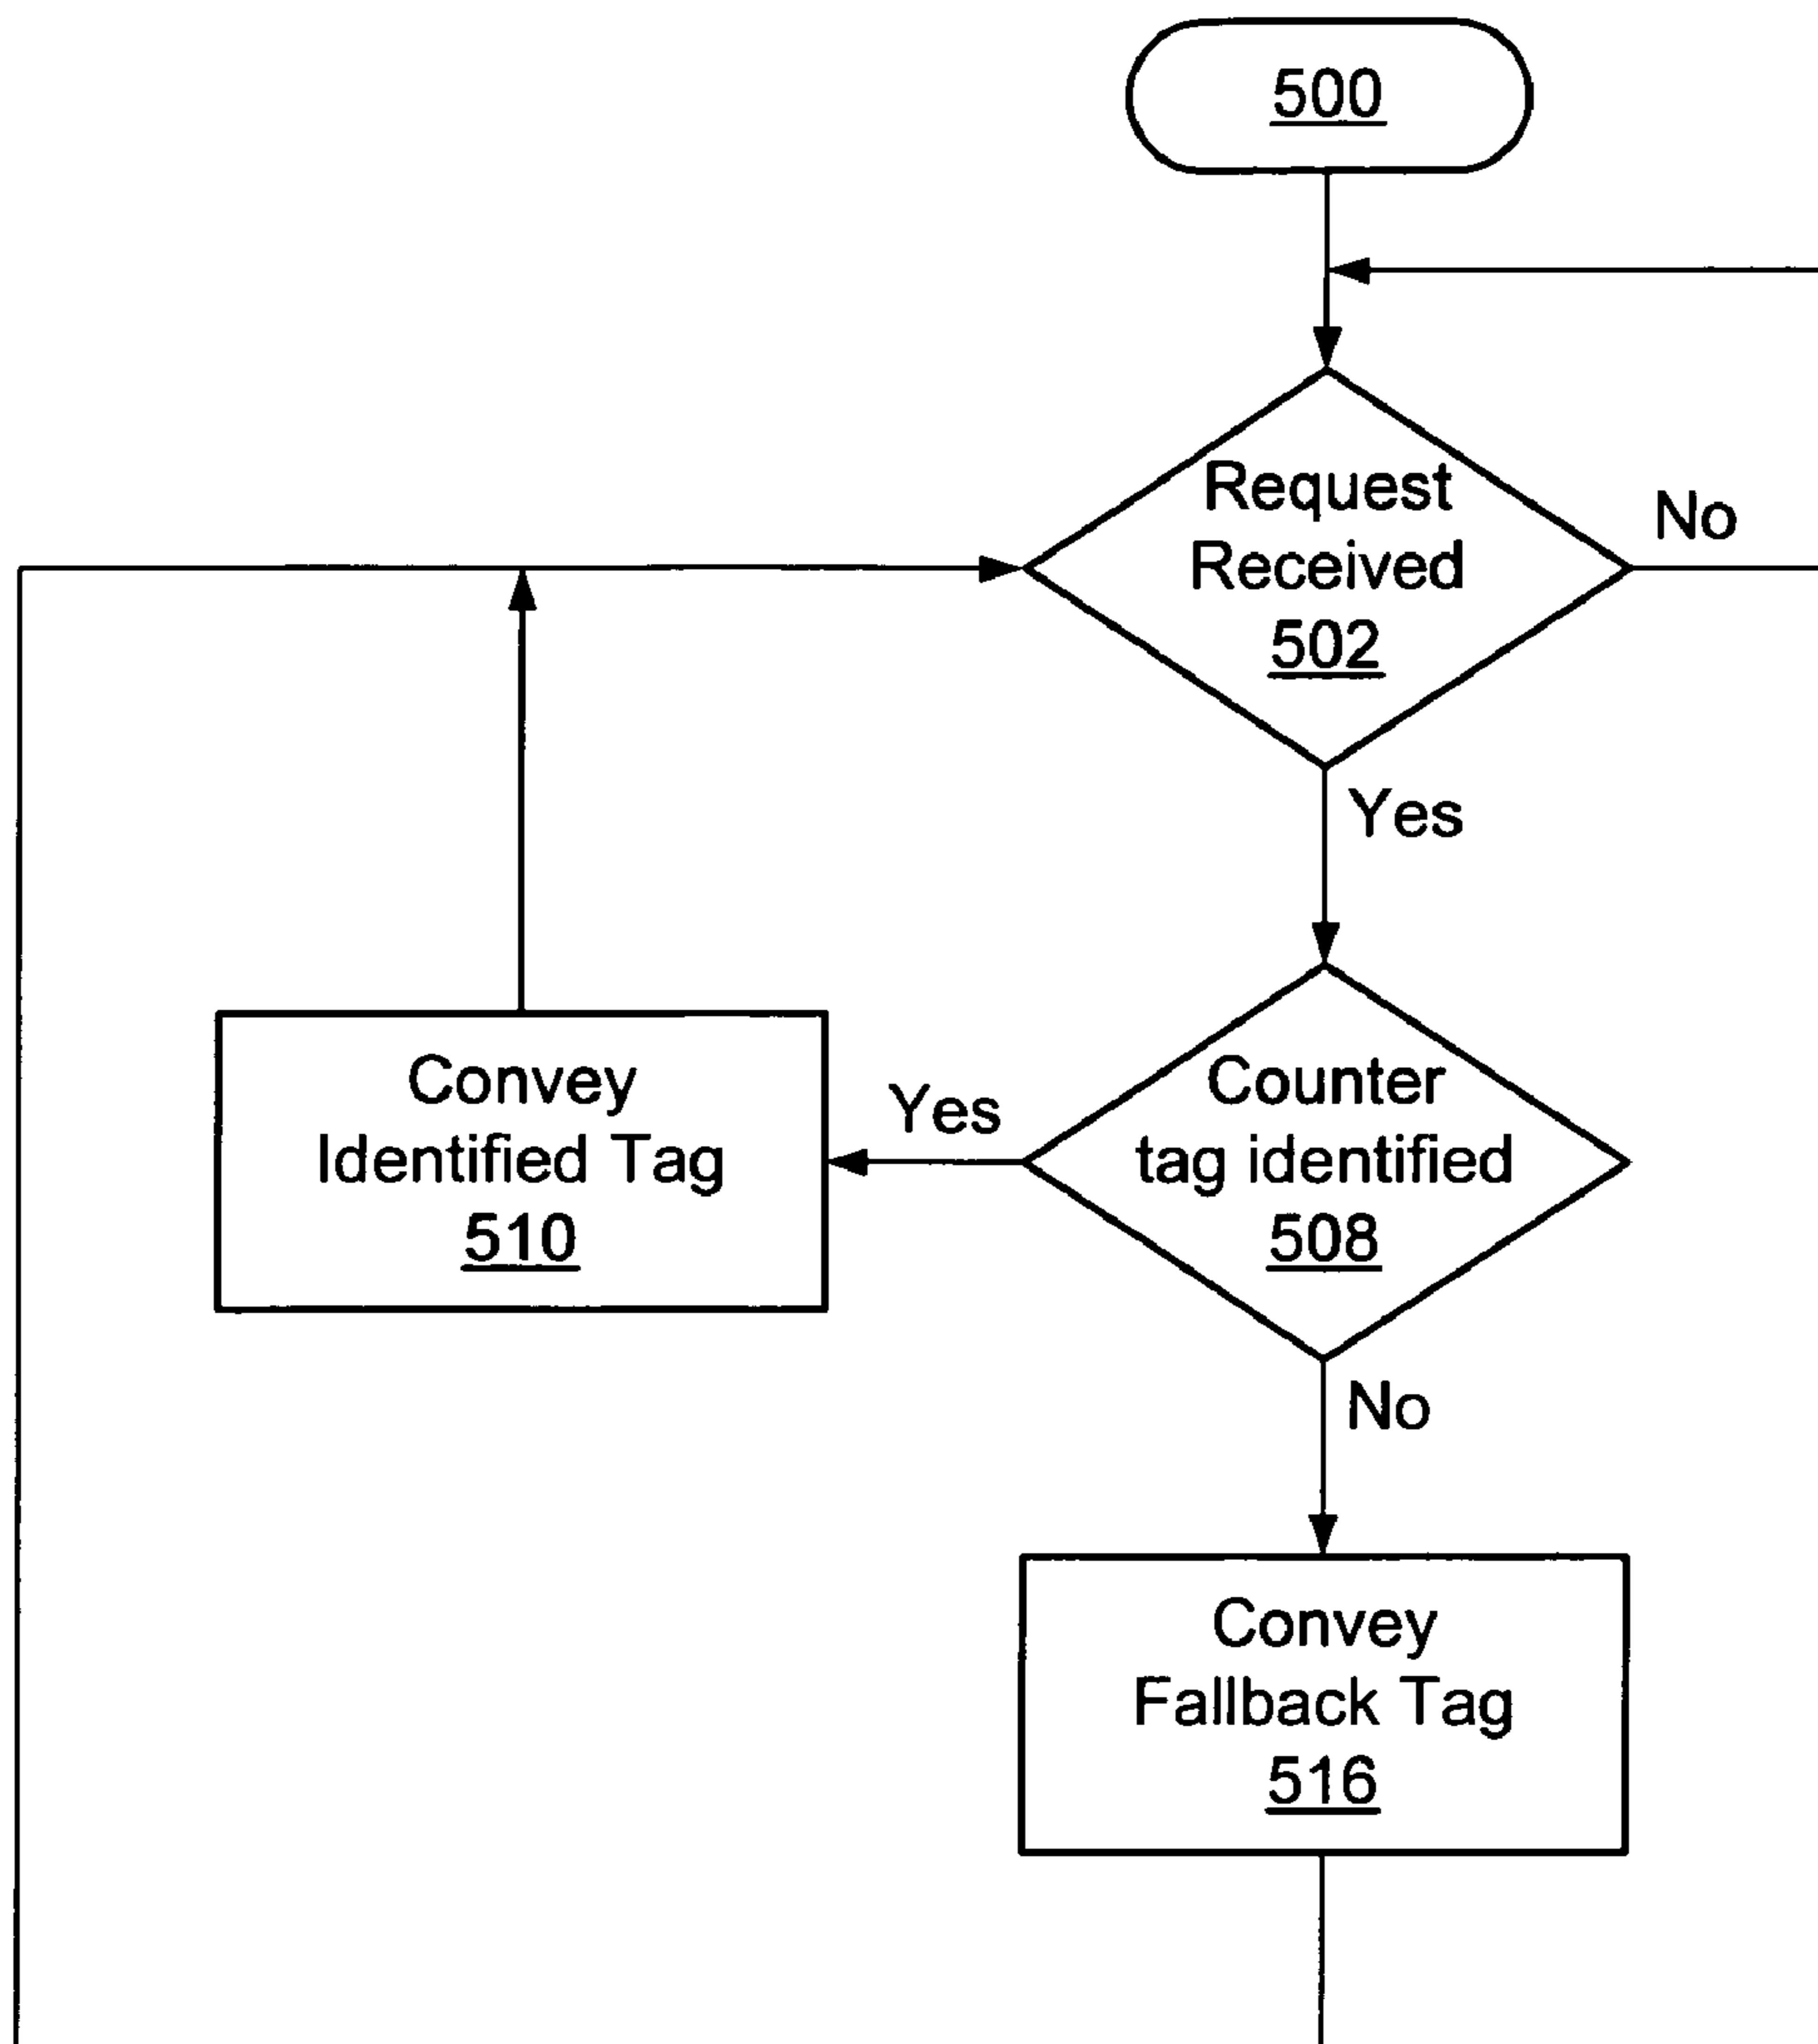 500
Request
Received
502
No
Yes
Counter
tag identified
508
Yes
Convey
Identified Tag
510
No
Convey
Fallback Tag
516